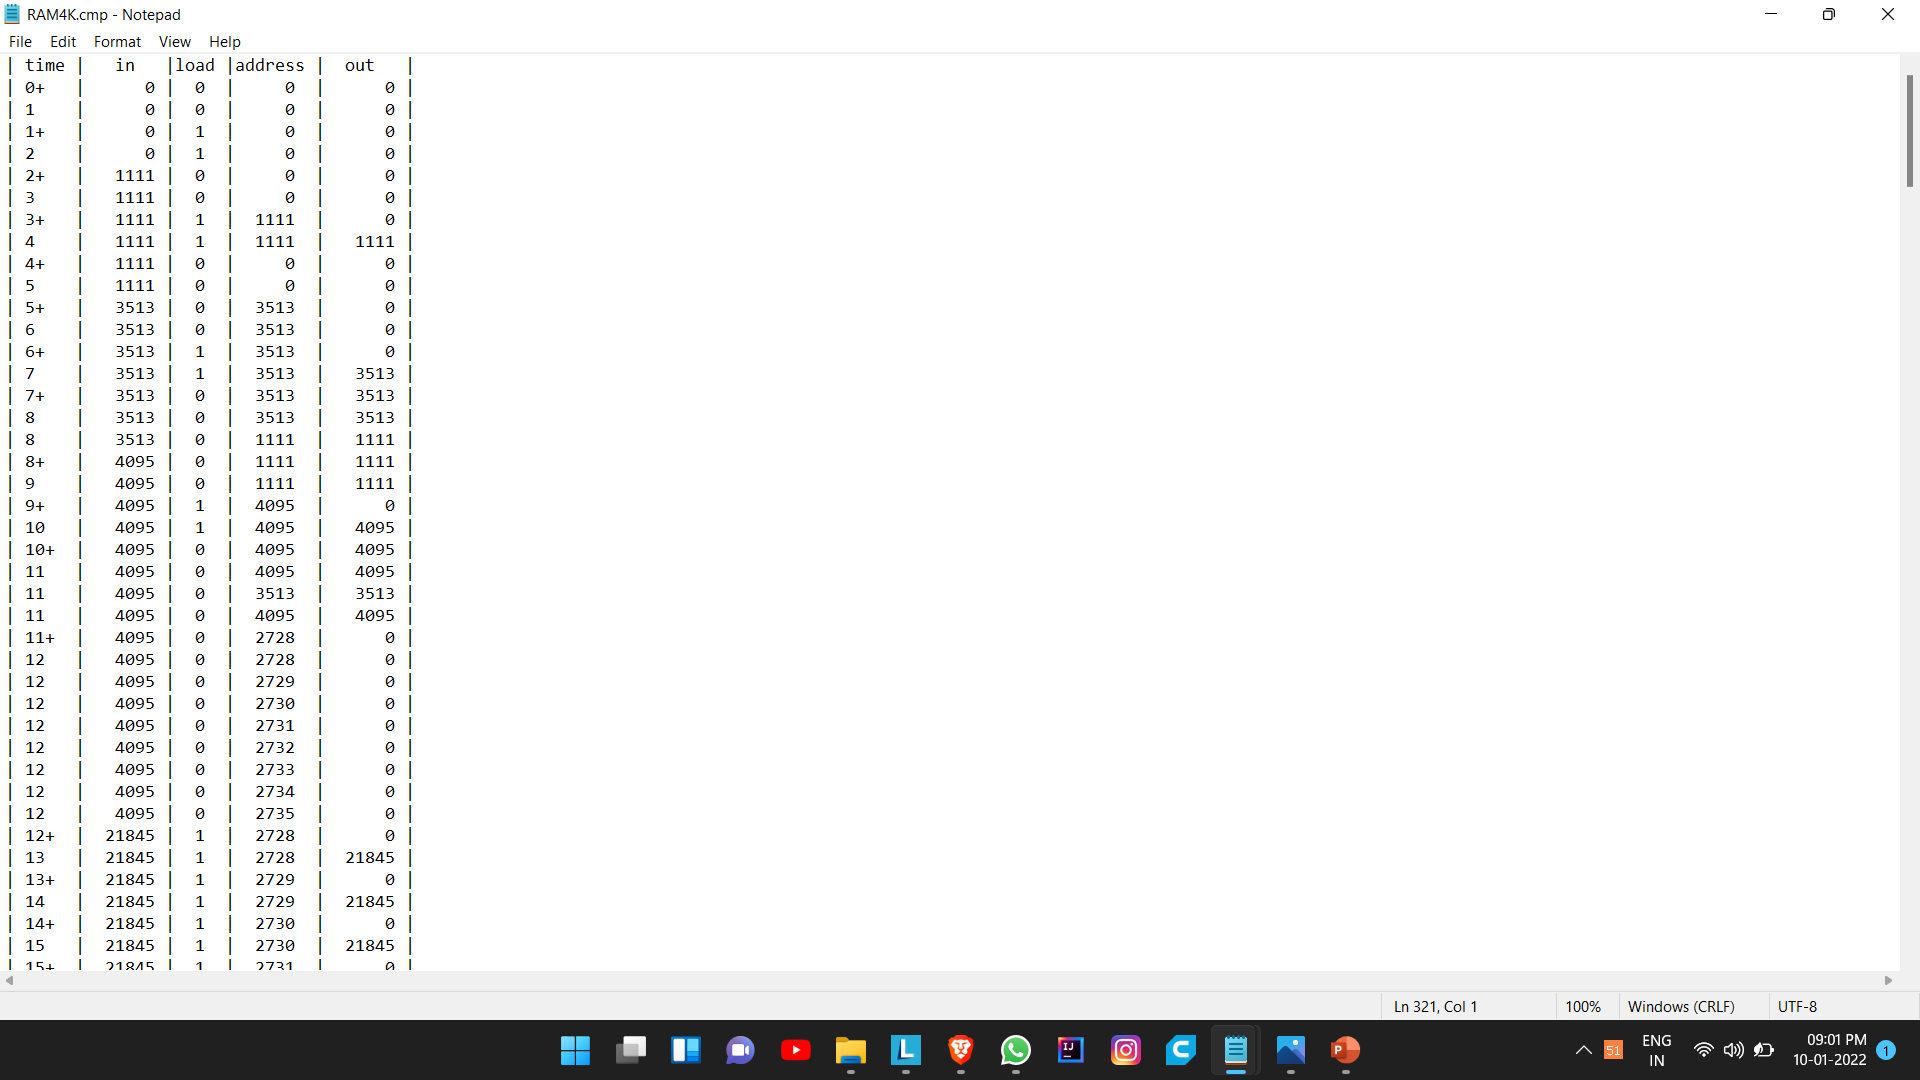 RAM4K.cmp - Notepad
File Edit Format View Help
| time | in |load |address | out |
| 0+ | 0 | 0 | 0 | 0 |
| 1 | 0 | 0 | 0 | 0 |
| 1+ | 0 | 1 | 0 | 0 |
| 2 | 0 | 1 | 0 | 0 |
| 2+ | 1111 | 0 | 0 | 0 |
| 3 | 1111 | 0 | 0 | 0 |
| 3+ | 1111 | 1 | 1111 | 0 |
| 4 | 1111 | 1 | 1111 | 1111 |
| 4+ | 1111 | 0 | 0 | 0 |
| 5 | 1111 | 0 | 0 | 0 |
| 5+ | 3513 | 0 | 3513 | 0 |
| 6 | 3513 | 0 | 3513 | 0 |
| 6+ | 3513 | 1 | 3513 | 0 |
| 7 | 3513 | 1 | 3513 | 3513 |
| 7+ | 3513 | 0 | 3513 | 3513 |
| 8 | 3513 | 0 | 3513 | 3513 |
| 8 | 3513 | 0 | 1111 | 1111 |
| 8+ | 4095 | 0 | 1111 | 1111 |
| 9 | 4095 | 0 | 1111 | 1111 |
| 9+ | 4095 | 1 | 4095 | 0 |
| 10 | 4095 | 1 | 4095 | 4095 |
| 10+ | 4095 | 0 | 4095 | 4095 |
| 11 | 4095 | 0 | 4095 | 4095 |
| 11 | 4095 | 0 | 3513 | 3513 |
| 11 | 4095 | 0 | 4095 | 4095 |
| 11+ | 4095 | 0 | 2728 | 0 |
| 12 | 4095 | 0 | 2728 | 0 |
| 12 | 4095 | 0 | 2729 | 0 |
| 12 | 4095 | 0 | 2730 | 0 |
| 12 | 4095 | 0 | 2731 | 0 |
| 12 | 4095 | 0 | 2732 | 0 |
| 12 | 4095 | 0 | 2733 | 0 |
| 12 | 4095 | 0 | 2734 | 0 |
| 12 | 4095 | 0 | 2735 | 0 |
| 12+ | 21845 | 1 | 2728 | 0 |
| 13 | 21845 | 1 | 2728 | 21845 |
| 13+ | 21845 | 1 | 2729 | 0 |
| 14 | 21845 | 1 | 2729 | 21845 |
| 14+ | 21845 | 1 | 2730 | 0 |
| 15 | 21845 | 1 | 2730 | 21845 |
| 15+ | 21845 | 1 | 2731 | 0 |
Ln 321, Col 1 100% Windows (CRLF) UTF-8
L IJ C P 51 ENG IN 09:01 PM 10-01-2022 1